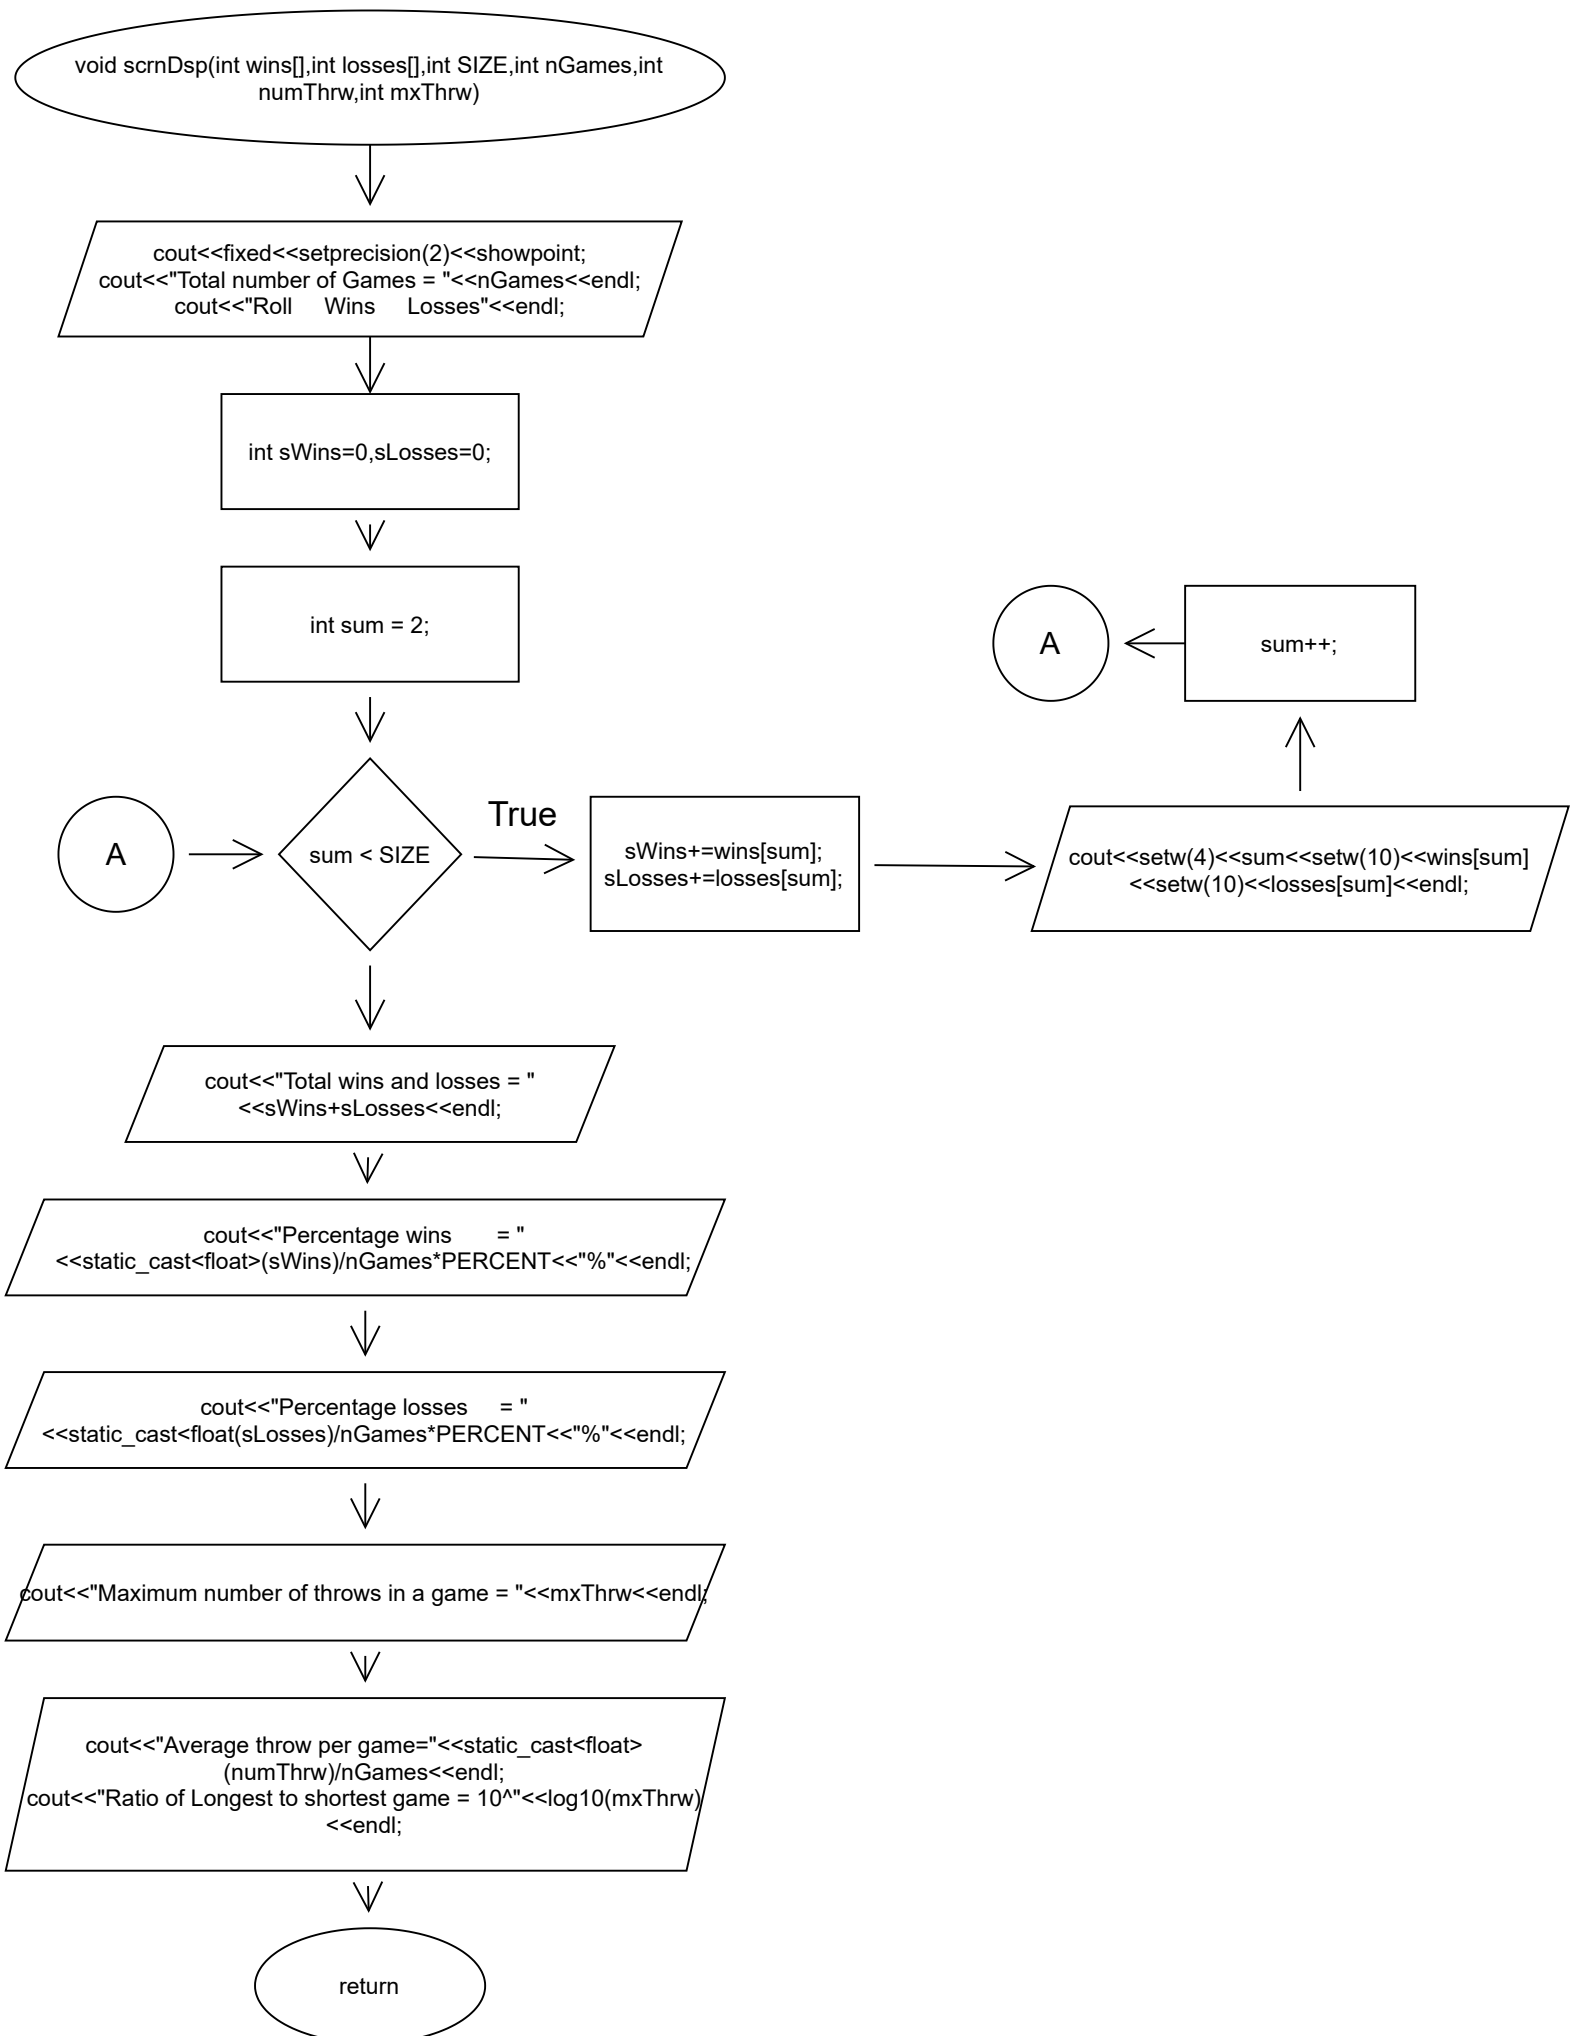 void scrnDsp(int wins[],int losses[],int SIZE,int nGames,int
numThrw,int mxThrw)
cout<<fixed<<setprecision(2)<<showpoint;
cout<<"Total number of Games = "<<nGames<<endl;
cout<<"Roll     Wins     Losses"<<endl;
int sWins=0,sLosses=0;
int sum = 2;
A
sum < SIZE
True
sWins+=wins[sum];
sLosses+=losses[sum];
cout<<setw(4)<<sum<<setw(10)<<wins[sum]
<<setw(10)<<losses[sum]<<endl;
sum++;
A
cout<<"Total wins and losses = "
<<sWins+sLosses<<endl;
cout<<"Percentage wins       = "
<<static_cast<float>(sWins)/nGames*PERCENT<<"%"<<endl;
cout<<"Percentage losses     = "
<<static_cast<float(sLosses)/nGames*PERCENT<<"%"<<endl;
cout<<"Maximum number of throws in a game = "<<mxThrw<<endl;
cout<<"Average throw per game="<<static_cast<float>
(numThrw)/nGames<<endl;
cout<<"Ratio of Longest to shortest game = 10^"<<log10(mxThrw)
<<endl;
return